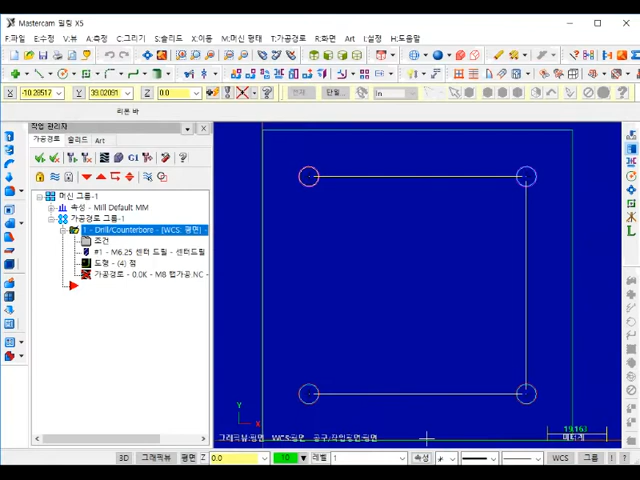 Mastercam 밀링 X5
F:파일 E:수정 V:뷰 A:측정 C:그리기 S:솔리드 X:이동 M:머신 형태 T:가공경로 R:화면 Art I:설정 H:도움말
X -10.28517 Y 39.02091 Z 0.0 In
리본 바
작업 관리자
가공경로 솔리드 Art
G1
머신 그룹-1
속성 - Mill Default MM
가공경로 그룹-1
1 - Drill/Counterbore - [WCS: 평면] -
조건
#1 - M6.25 센터 드릴 - 센터드릴
도형 - (4) 점
가공경로 - 0.0K - M8 탭가공.NC -
Y
X
그래픽뷰:평면 WCS:평면 공구/작업평면:평면
19.163
미터계
3D 그래픽뷰 평면 Z 0.0 10 레벨 1 속성 WCS 그룹 ! ?